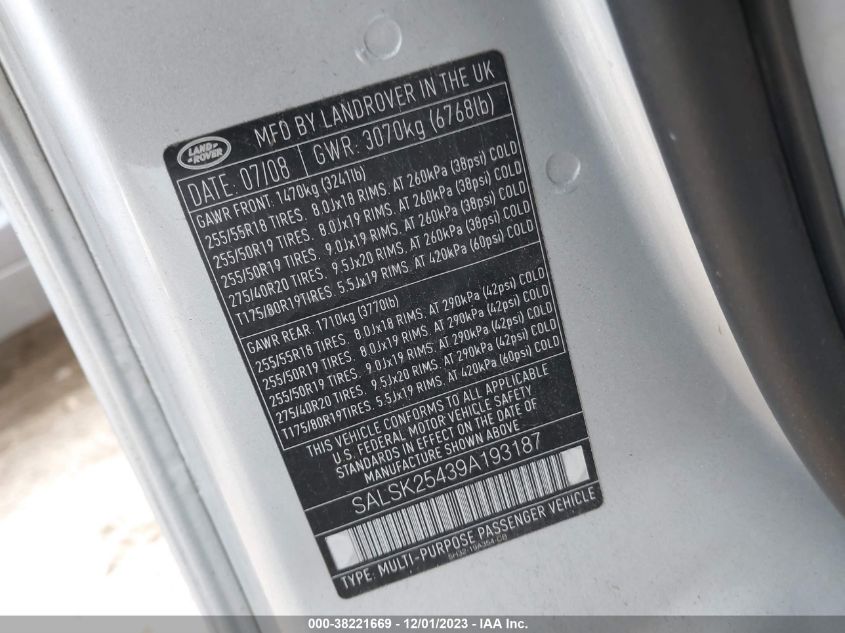 LAND-
ROVER
MFD BY LANDROVER IN THE UK
DATE: 07/08 GWR: 3070kg (6768lb)
GAWR FRONT. 1470kg (3241lb)
255/55R18 TIRES. 8.0Jx18 RIMS. AT 260kPa (38psi) COLD
255/50R19 TIRES. 8.0Jx19 RIMS. AT 260kPa (38psi) COLD
255/50R19 TIRES. 9.0Jx19 RIMS. AT 260kPa (38psi) COLD
275/40R20 TIRES. 9.5Jx20 RIMS. AT 260kPa (38psi) COLD
T175/80R19TIRES. 5.5Jx19 RIMS. AT 420kPa (60psi) COLD
GAWR REAR. 1710kg (3770lb)
255/55R18 TIRES. 8.0Jx18 RIMS. AT 290kPa (42psi) COLD
255/50R19 TIRES. 8.0Jx19 RIMS. AT 290kPa (42psi) COLD
255/50R19 TIRES. 9.0Jx19 RIMS. AT 290kPa (42psi) COLD
275/40R20 TIRES. 9.5Jx20 RIMS. AT 290kPa (42psi) COLD
T175/80R19TIRES. 5.5Jx19 RIMS. AT 420kPa (60psi) COLD
THIS VEHICLE CONFORMS TO ALL APPLICABLE
U.S. FEDERAL MOTOR VEHICLE SAFETY
STANDARDS IN EFFECT ON THE DATE OF
MANUFACTURE SHOWN ABOVE
SALSK25439A193187
TYPE: MULTI-PURPOSE PASSENGER VEHICLE
000-38221669 - 12/01/2023 - IAAI.com